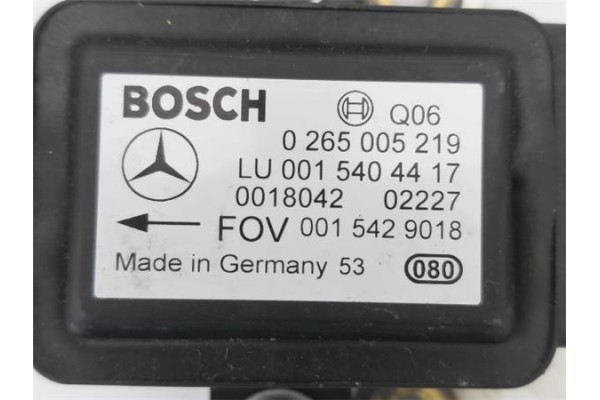 BOSCH Q06
0 265 005 219
LU 001 540 44 17
0018042 02227
FOV 001 542 9018
Made in Germany 53 080